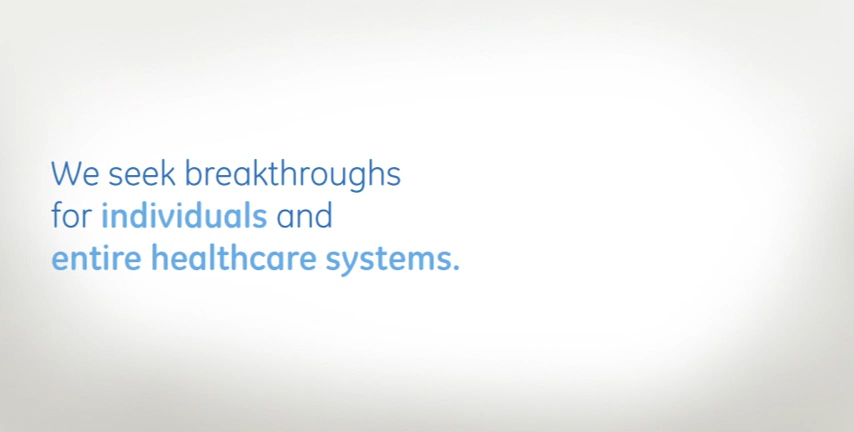 We seek breakthroughs
for individuals and
entire healthcare systems.